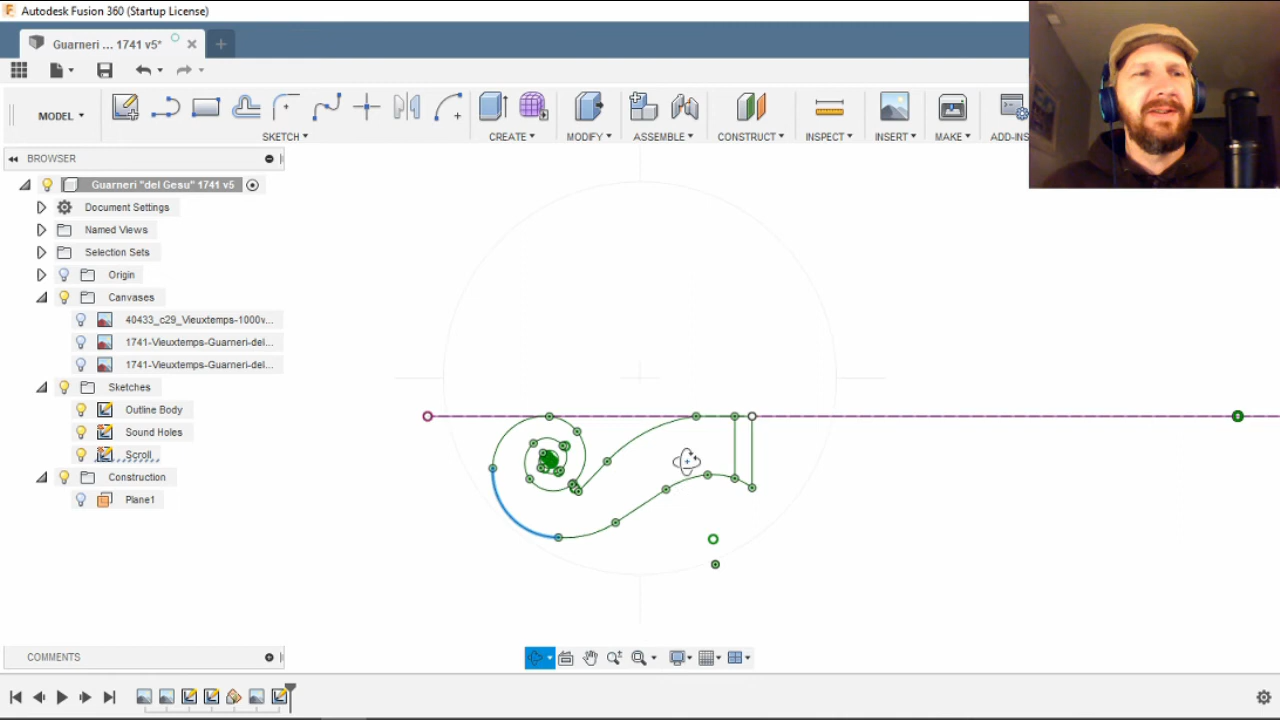 Autodesk Fusion 360 (Startup License)
Guarneri ... 1741 v5*
MODEL
SKETCH
CREATE
MODIFY
ASSEMBLE
CONSTRUCT
INSPECT
INSERT
MAKE
ADD-INS
BROWSER
Guarneri "del Gesu" 1741 v5
Document Settings
Named Views
Selection Sets
Origin
Canvases
40433_c29_Vieuxtemps-1000v...
1741-Vieuxtemps-Guarneri-del...
1741-Vieuxtemps-Guarneri-del...
Sketches
Outline Body
Sound Holes
Scroll
Construction
Plane1
COMMENTS